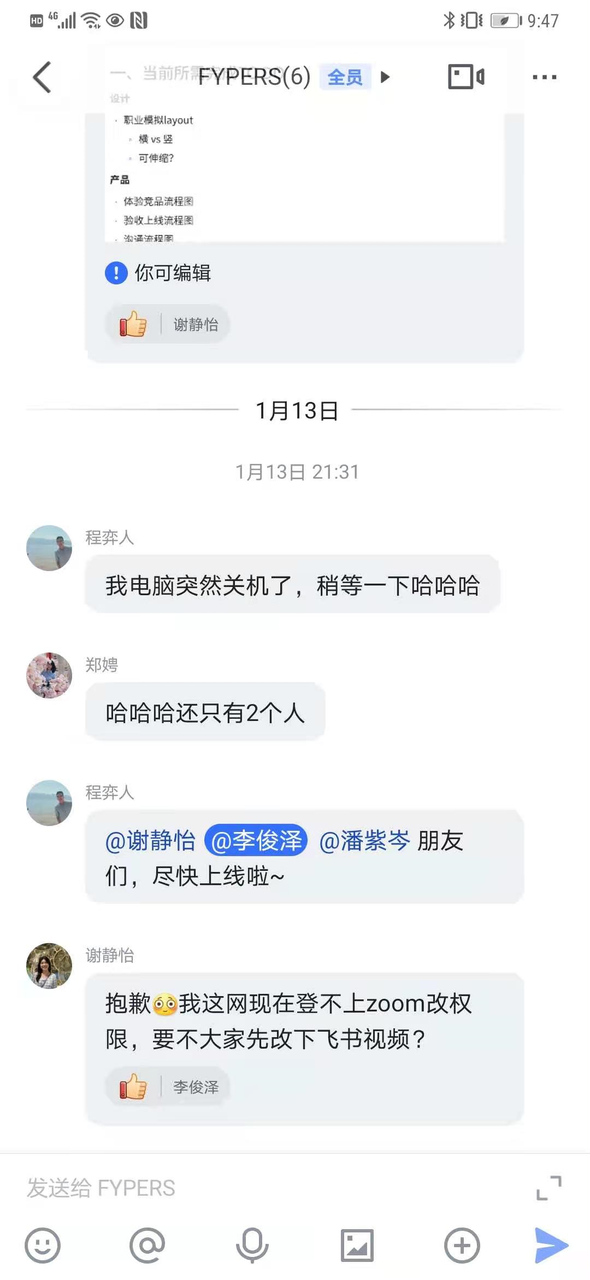 HD 4G 9:47
一、当前所需
FYPERS(6) 全员
设计
职业模拟layout
横 vs 竖
可伸缩?
产品
体验竞品流程图
验收上线流程图
沟通流程图
你可编辑
谢静怡
1月13日
1月13日 21:31
程弈人
我电脑突然关机了，稍等一下哈哈哈
郑娉
哈哈哈还只有2个人
程弈人
@谢静怡 @李俊泽 @潘紫岑 朋友
们，尽快上线啦~
谢静怡
抱歉😳我这网现在登不上zoom改权
限，要不大家先改下飞书视频？
李俊泽
发送给 FYPERS